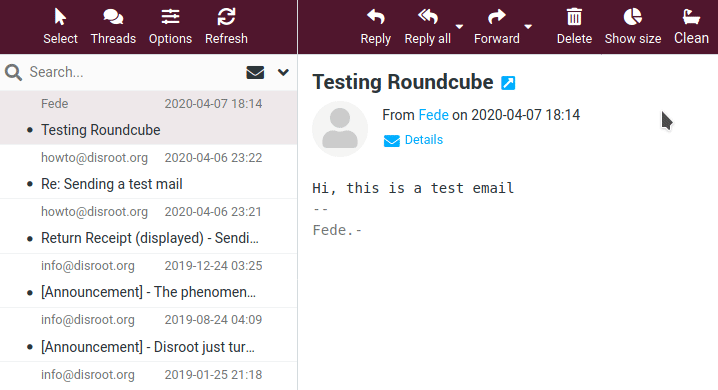 Select Threads Options Refresh
Reply Reply all Forward Delete Show size Clean
Search...
Fede 2020-04-07 18:14
• Testing Roundcube
howto@disroot.org 2020-04-06 23:22
• Re: Sending a test mail
howto@disroot.org 2020-04-06 23:21
• Return Receipt (displayed) - Sendi...
info@disroot.org 2019-12-24 03:25
• [Announcement] - The phenomen...
info@disroot.org 2019-08-24 04:09
• [Announcement] - Disroot just tur...
info@disroot.org 2019-01-25 21:18
Testing Roundcube
From Fede on 2020-04-07 18:14
Details
Hi, this is a test email
--
Fede.-